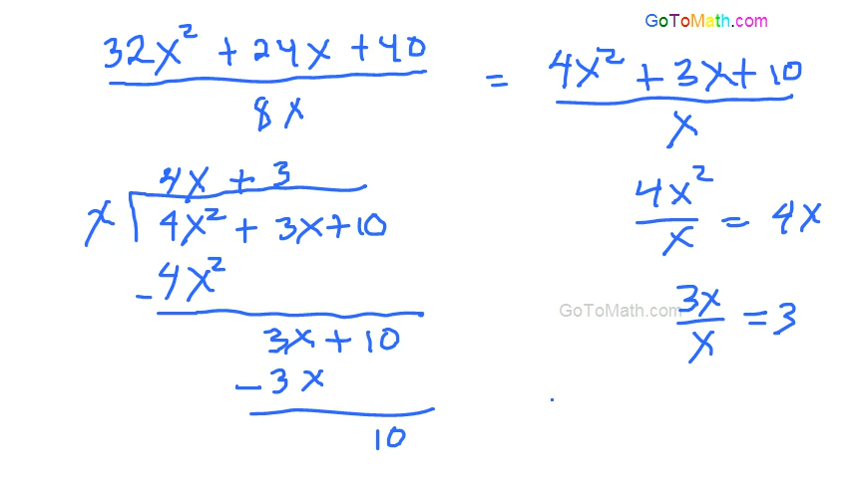 GoToMath.com
32x² + 24x + 40 / 8x = 4x² + 3x + 10 / x
4x + 3
x ) 4x² + 3x + 10
- 4x²
3x + 10
- 3x
10
4x² / x = 4x
GoToMath.com
3x / x = 3